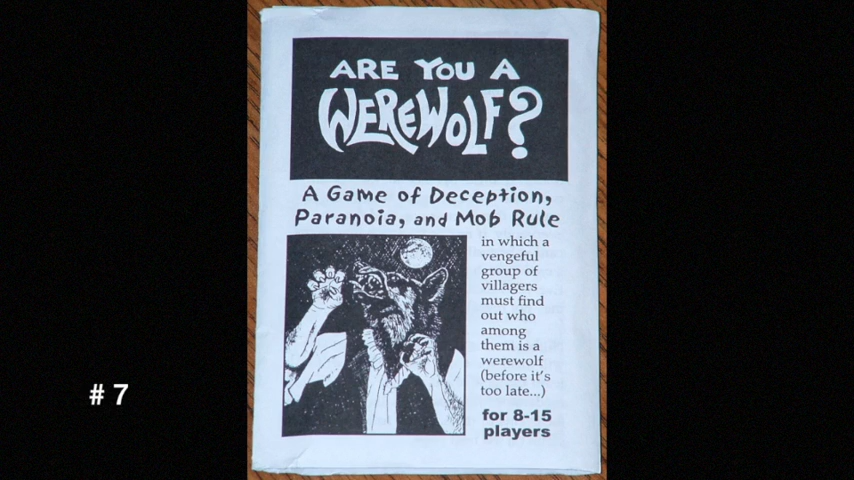 ARE YOU A
WEREWOLF?
A Game of Deception,
Paranoia, and Mob Rule
in which a
vengeful
group of
villagers
must find
out who
among
them is a
werewolf
(before it's
too late...)
for 8-15
players
# 7